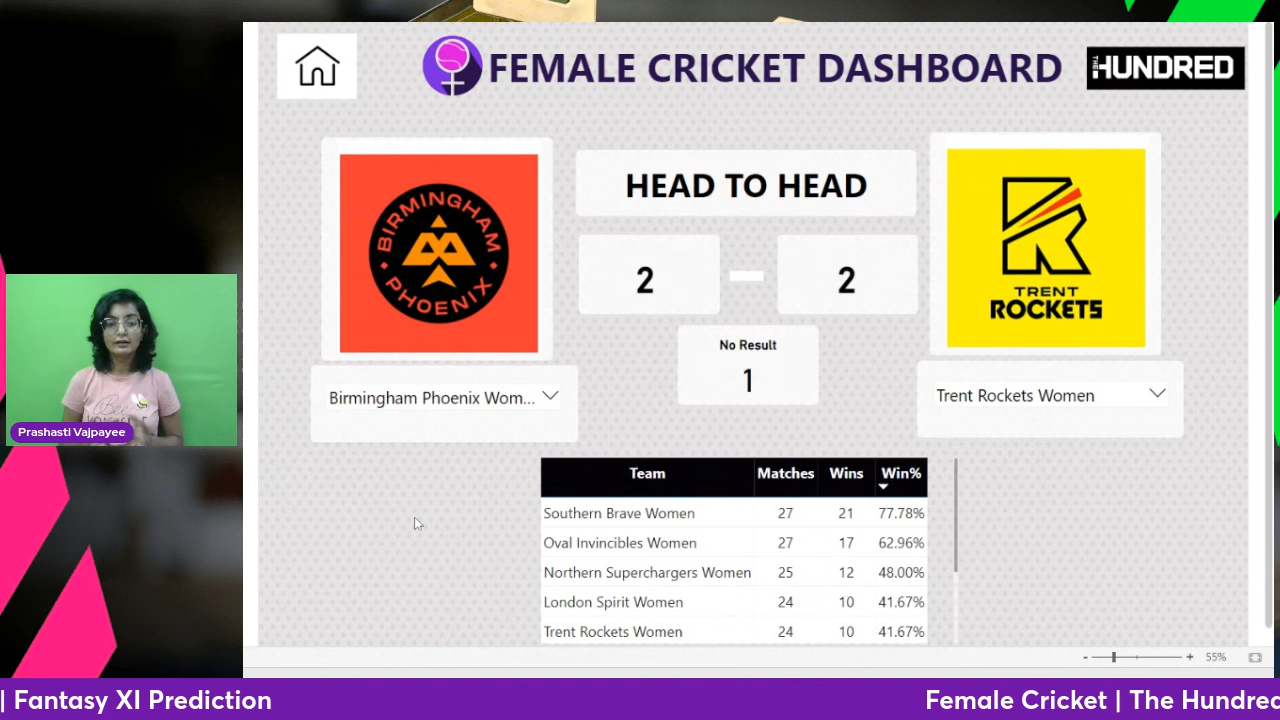 FEMALE CRICKET DASHBOARD
THE HUNDRED
BIRMINGHAM
PHOENIX
HEAD TO HEAD
2
2
TRENT
ROCKETS
No Result
1
Birmingham Phoenix Wom...
Trent Rockets Women
Team Matches Wins Win%
Southern Brave Women 27 21 77.78%
Oval Invincibles Women 27 17 62.96%
Northern Superchargers Women 25 12 48.00%
London Spirit Women 24 10 41.67%
Trent Rockets Women 24 10 41.67%
Prashasti Vajpayee
- + 55%
| Fantasy XI Prediction
Female Cricket | The Hundred